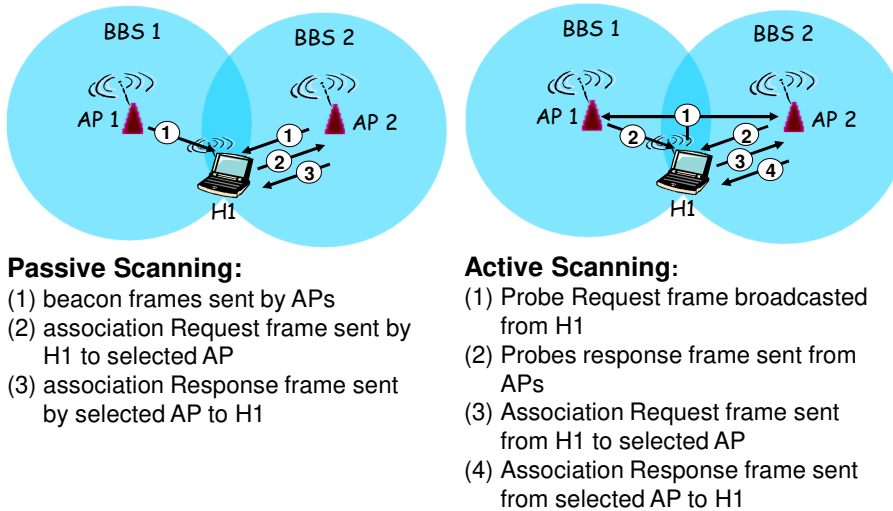 BBS 1
BBS 2
AP 1
1
1
AP 2
2
3
H1
Passive Scanning:
(1) beacon frames sent by APs
(2) association Request frame sent by
H1 to selected AP
(3) association Response frame sent
by selected AP to H1
BBS 1
BBS 2
AP 1
1
AP 2
2
2
3
4
H1
Active Scanning:
(1) Probe Request frame broadcasted
from H1
(2) Probes response frame sent from
APs
(3) Association Request frame sent
from H1 to selected AP
(4) Association Response frame sent
from selected AP to H1